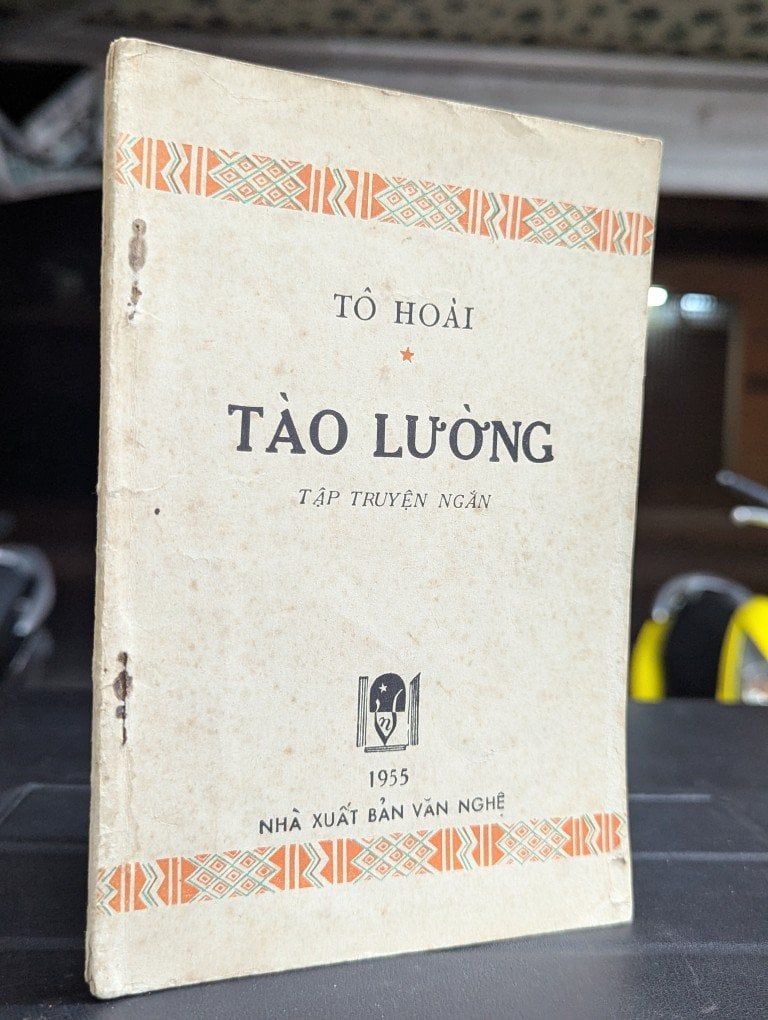 TÔ HOÀI
TÀO LƯỜNG
TẬP TRUYỆN NGẮN
n
1955
NHÀ XUẤT BẢN VĂN NGHỆ